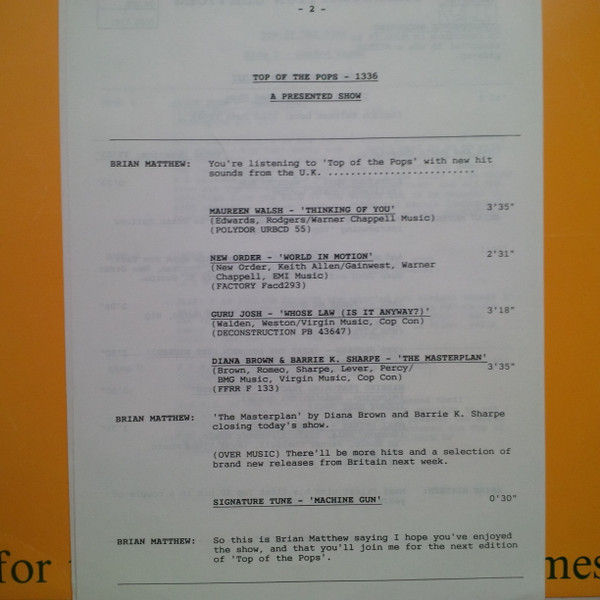 - 2 -
TOP OF THE POPS - 1336
A PRESENTED SHOW
BRIAN MATTHEW: You're listening to 'Top of the Pops' with new hit
sounds from the U.K. ..........................
MAUREEN WALSH - 'THINKING OF YOU' 3'35"
(Edwards, Rodgers/Warner Chappell Music)
(POLYDOR URBCD 55)
NEW ORDER - 'WORLD IN MOTION' 2'31"
(New Order, Keith Allen/Gainwest, Warner
Chappell, EMI Music)
(FACTORY Facd293)
GURU JOSH - 'WHOSE LAW (IS IT ANYWAY?)' 3'18"
(Walden, Weston/Virgin Music, Cop Con)
(DECONSTRUCTION PB 43647)
DIANA BROWN & BARRIE K. SHARPE - 'THE MASTERPLAN'
(Brown, Romeo, Sharpe, Lever, Percy/ 3'35"
BMG Music, Virgin Music, Cop Con)
(FFRR F 133)
BRIAN MATTHEW: 'The Masterplan' by Diana Brown and Barrie K. Sharpe
closing today's show.
(OVER MUSIC) There'll be more hits and a selection of
brand new releases from Britain next week.
SIGNATURE TUNE - 'MACHINE GUN' 0'30"
BRIAN MATTHEW: So this is Brian Matthew saying I hope you've enjoyed
the show, and that you'll join me for the next edition
of 'Top of the Pops'.
for